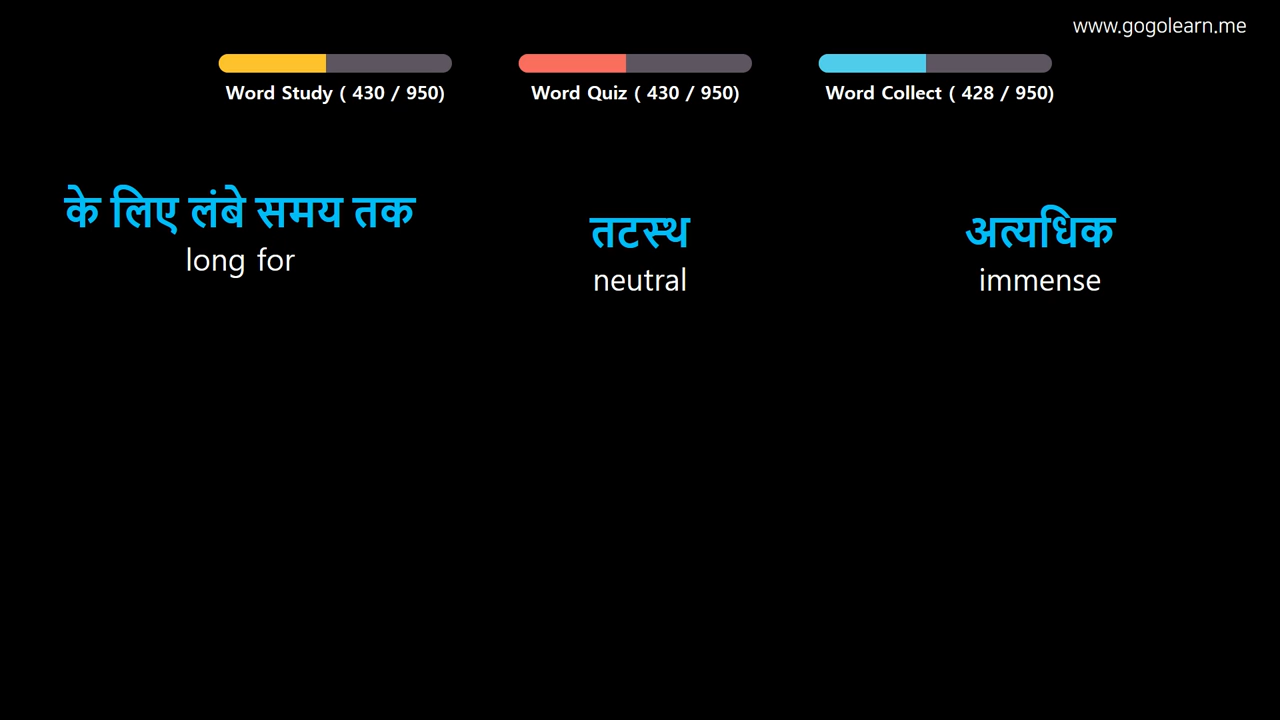 www.gogolearn.me
Word Study ( 430 / 950)
Word Quiz ( 430 / 950)
Word Collect ( 428 / 950)
के लिए लंबे समय तक
long for
तटस्थ
neutral
अत्यधिक
immense